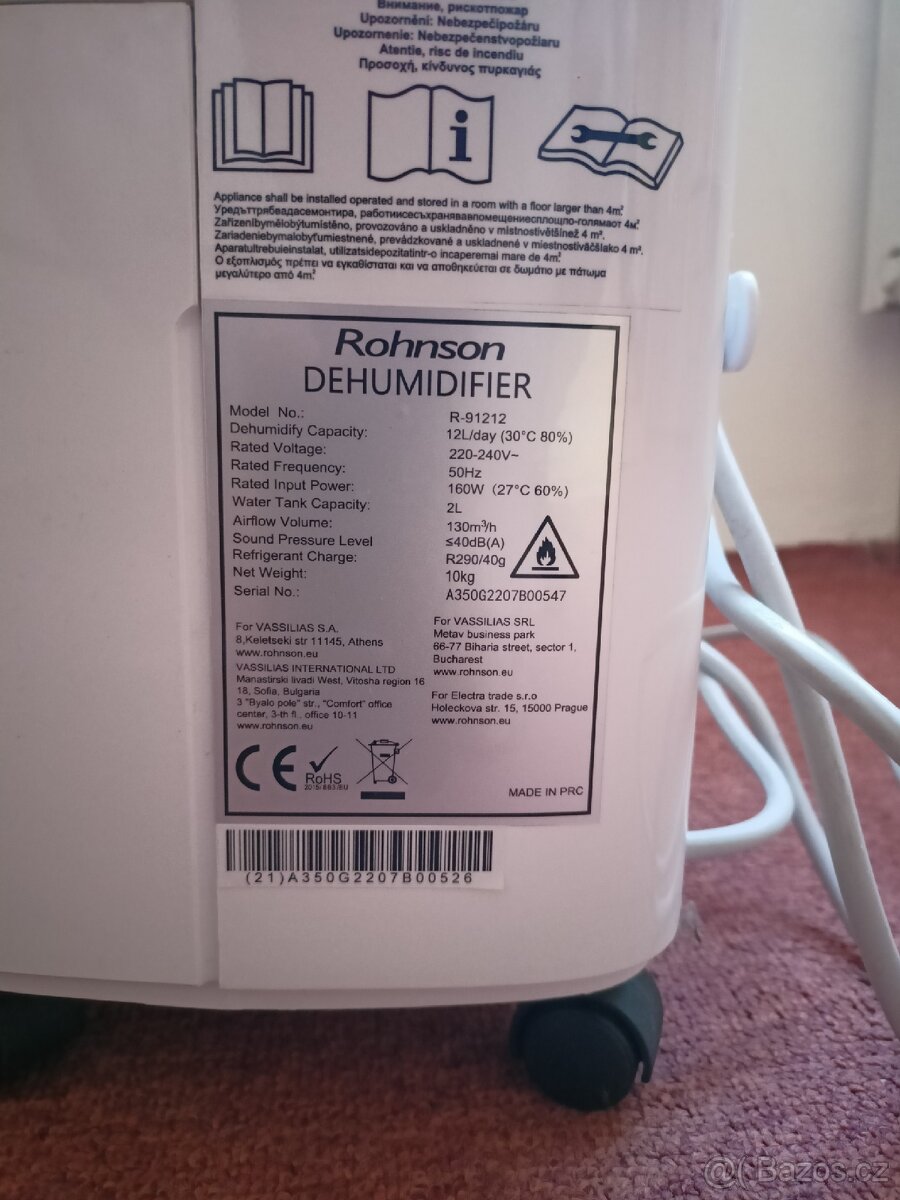 Внимание, рискотпожар
Upozornění: Nebezpečípožáru
Upozornenie: Nebezpečenstvopožiaru
Atentie, risc de incendiu
Προσοχή, κίνδυνος πυρκαγιάς
i
Appliance shall be installed operated and stored in a room with a floor larger than 4m².
Уредъттрябвадасемонтира, работиисесъхранявавпомещениесплощпо-голямаот 4м².
Zařízeníbymělobýtumístěno, provozováno a uskladněno v místnostivětšínež 4 m².
Zariadeniebymalobyťumiestnené, prevádzkované a uskladnené v miestnostiväčšiako 4 m².
Aparatultrebuieinstalat, utilizatsidepozitatintr-o incaperemai mare de 4m².
Ο εξοπλισμός πρέπει να εγκαθίσταται και να αποθηκεύεται σε δωμάτιο με πάτωμα
μεγαλύτερο από 4m².
Rohnson
DEHUMIDIFIER
Model No.: R-91212
Dehumidify Capacity: 12L/day (30°C 80%)
Rated Voltage: 220-240V~
Rated Frequency: 50Hz
Rated Input Power: 160W (27°C 60%)
Water Tank Capacity: 2L
Airflow Volume: 130m³/h
Sound Pressure Level ≤40dB(A)
Refrigerant Charge: R290/40g
Net Weight: 10kg
Serial No.: A350G2207B00547
For VASSILIAS S.A.
8,Keletseki str 11145, Athens
www.rohnson.eu
VASSILIAS INTERNATIONAL LTD
Manastirski livadi West, Vitosha region 16
18, Sofia, Bulgaria
3 "Byalo pole" str., "Comfort" office
center, 3-th fl., office 10-11
www.rohnson.eu
For VASSILIAS SRL
Metav business park
66-77 Biharia street, sector 1,
Bucharest
www.rohnson.eu
For Electra trade s.r.o
Holeckova str. 15, 15000 Prague
www.rohnson.eu
CE
RoHS
2015/863/EU
MADE IN PRC
(21)A350G2207B00526
@ Bazos.cz